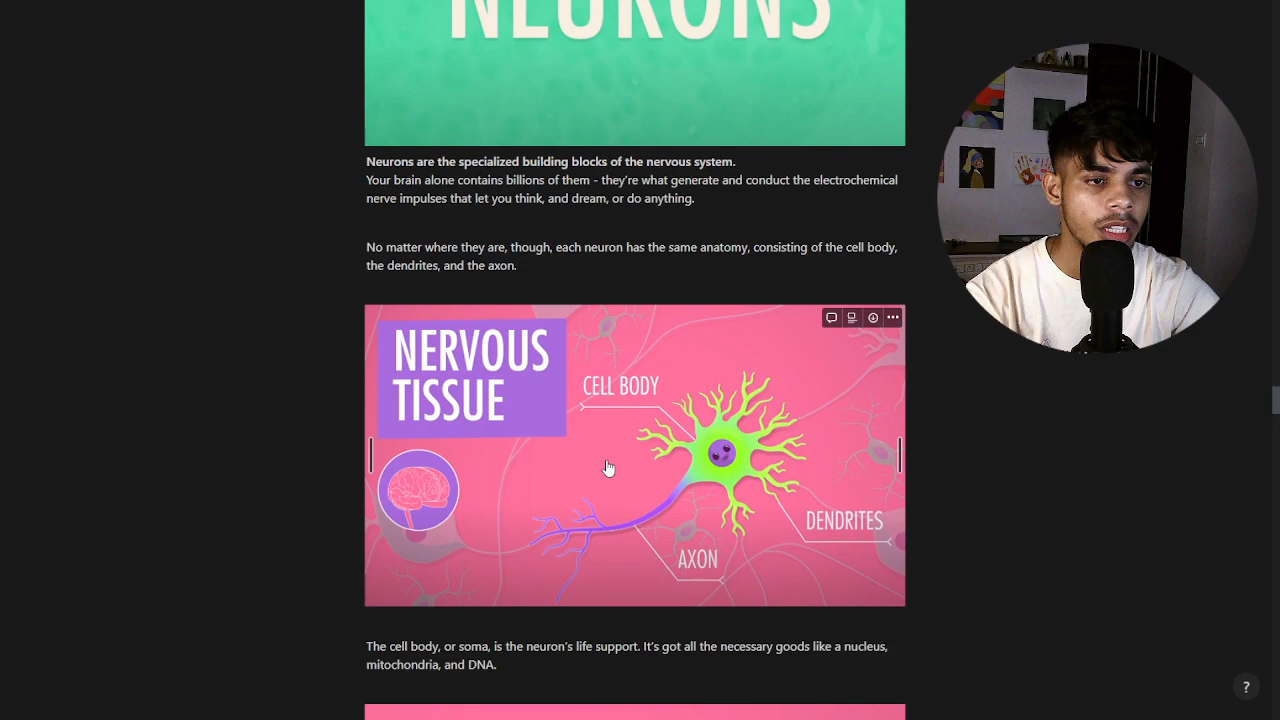 NEURONS
Neurons are the specialized building blocks of the nervous system.
Your brain alone contains billions of them - they're what generate and conduct the electrochemical
nerve impulses that let you think, and dream, or do anything.
No matter where they are, though, each neuron has the same anatomy, consisting of the cell body,
the dendrites, and the axon.
NERVOUS
TISSUE
CELL BODY
DENDRITES
AXON
The cell body, or soma, is the neuron's life support. It's got all the necessary goods like a nucleus,
mitochondria, and DNA.
?